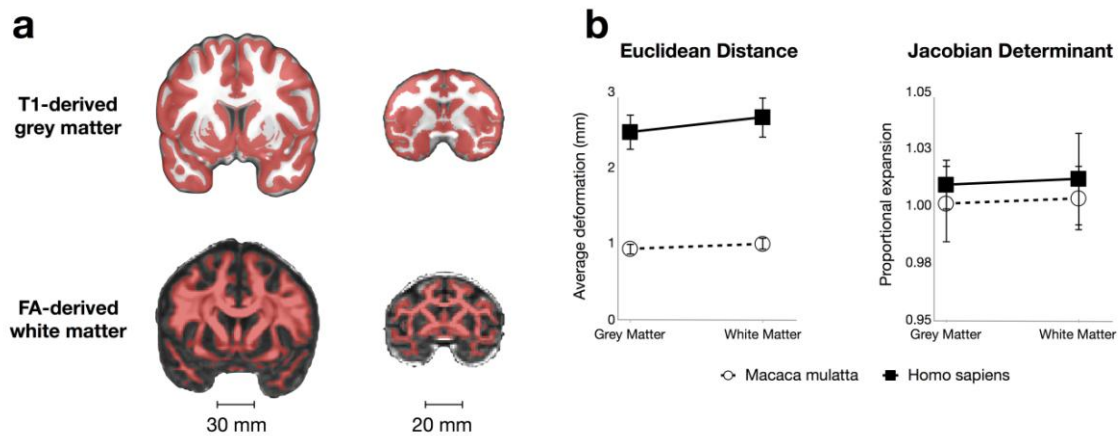 a
T1-derived
grey matter
FA-derived
white matter
30 mm
20 mm
b
Euclidean Distance
Average deformation (mm)
3
2
1
0
Grey Matter
White Matter
Jacobian Determinant
Proportional expansion
1.05
1.03
1.00
0.98
0.95
Grey Matter
White Matter
Macaca mulatta
Homo sapiens